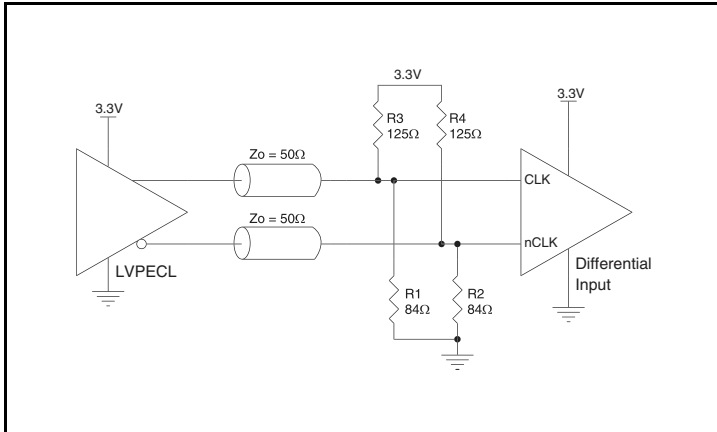 3.3V
3.3V
3.3V
R3
125Ω
R4
125Ω
Zo = 50Ω
CLK
Zo = 50Ω
nCLK
LVPECL
Differential
Input
R1
84Ω
R2
84Ω